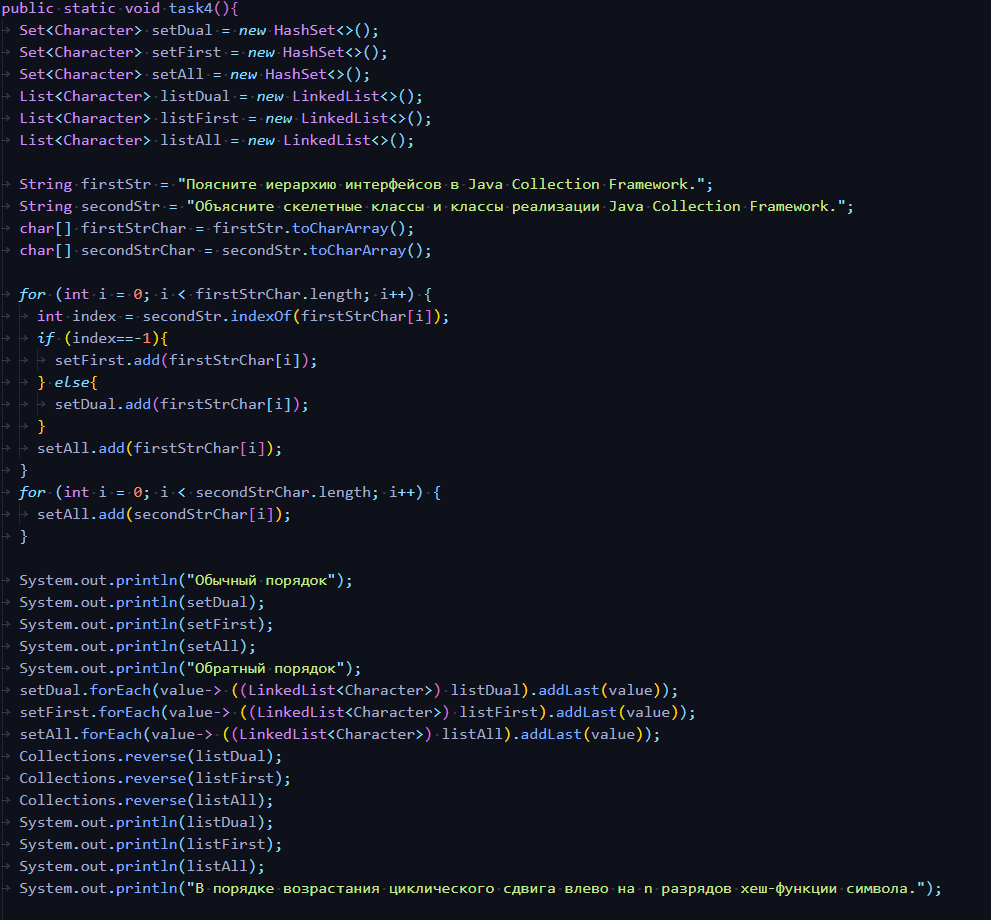 public static void task4(){
Set<Character> setDual = new HashSet<>();
Set<Character> setFirst = new HashSet<>();
Set<Character> setAll = new HashSet<>();
List<Character> listDual = new LinkedList<>();
List<Character> listFirst = new LinkedList<>();
List<Character> listAll = new LinkedList<>();
String firstStr = "Поясните иерархию интерфейсов в Java Collection Framework.";
String secondStr = "Объясните скелетные классы и классы реализации Java Collection Framework.";
char[] firstStrChar = firstStr.toCharArray();
char[] secondStrChar = secondStr.toCharArray();
for (int i = 0; i < firstStrChar.length; i++) {
int index = secondStr.indexOf(firstStrChar[i]);
if (index==-1){
setFirst.add(firstStrChar[i]);
} else{
setDual.add(firstStrChar[i]);
}
setAll.add(firstStrChar[i]);
}
for (int i = 0; i < secondStrChar.length; i++) {
setAll.add(secondStrChar[i]);
}
System.out.println("Обычный порядок");
System.out.println(setDual);
System.out.println(setFirst);
System.out.println(setAll);
System.out.println("Обратный порядок");
setDual.forEach(value-> ((LinkedList<Character>) listDual).addLast(value));
setFirst.forEach(value-> ((LinkedList<Character>) listFirst).addLast(value));
setAll.forEach(value-> ((LinkedList<Character>) listAll).addLast(value));
Collections.reverse(listDual);
Collections.reverse(listFirst);
Collections.reverse(listAll);
System.out.println(listDual);
System.out.println(listFirst);
System.out.println(listAll);
System.out.println("В порядке возрастания циклического сдвига влево на n разрядов хеш-функции символа.");